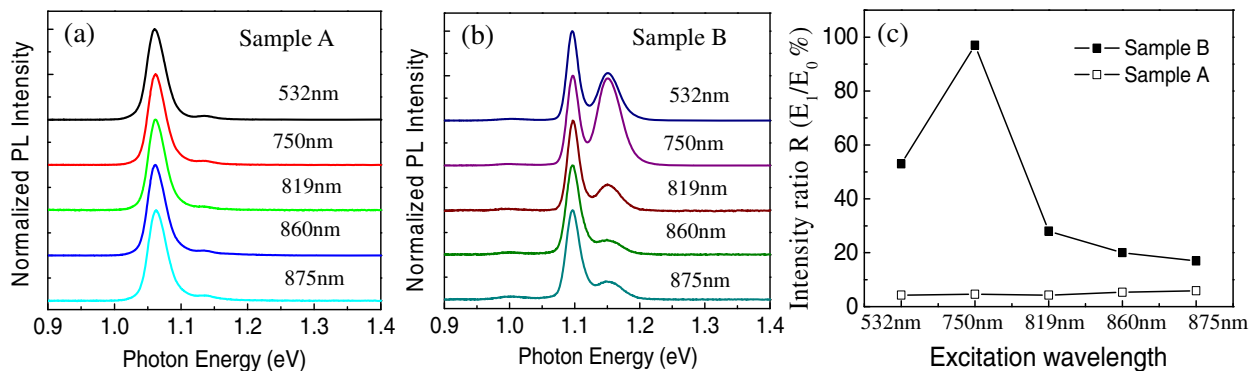 (a)
Sample A
532nm
750nm
819nm
860nm
875nm
Normalized PL Intensity
0.9 1.0 1.1 1.2 1.3 1.4
Photon Energy (eV)
(b)
Sample B
532nm
750nm
819nm
860nm
875nm
Normalized PL Intensity
0.9 1.0 1.1 1.2 1.3 1.4
Photon Energy (eV)
(c)
Sample B
Sample A
Intensity ratio R (E₁/E₀ %)
100
80
60
40
20
0
532nm 750nm 819nm 860nm 875nm
Excitation wavelength